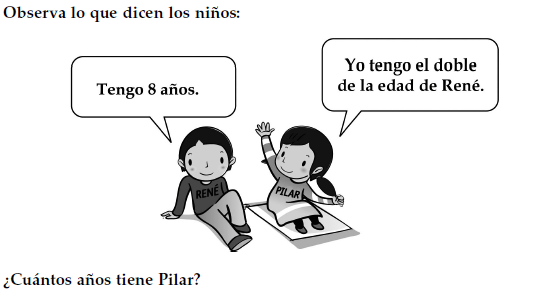 Observa lo que dicen los niños:
Tengo 8 años.
Yo tengo el doble
de la edad de René.
RENÉ
PILAR
¿Cuántos años tiene Pilar?